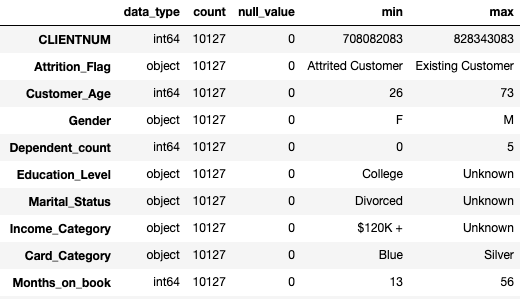 data_type count null_value min max
CLIENTNUM int64 10127 0 708082083 828343083
Attrition_Flag object 10127 0 Attrited Customer Existing Customer
Customer_Age int64 10127 0 26 73
Gender object 10127 0 F M
Dependent_count int64 10127 0 0 5
Education_Level object 10127 0 College Unknown
Marital_Status object 10127 0 Divorced Unknown
Income_Category object 10127 0 $120K + Unknown
Card_Category object 10127 0 Blue Silver
Months_on_book int64 10127 0 13 56